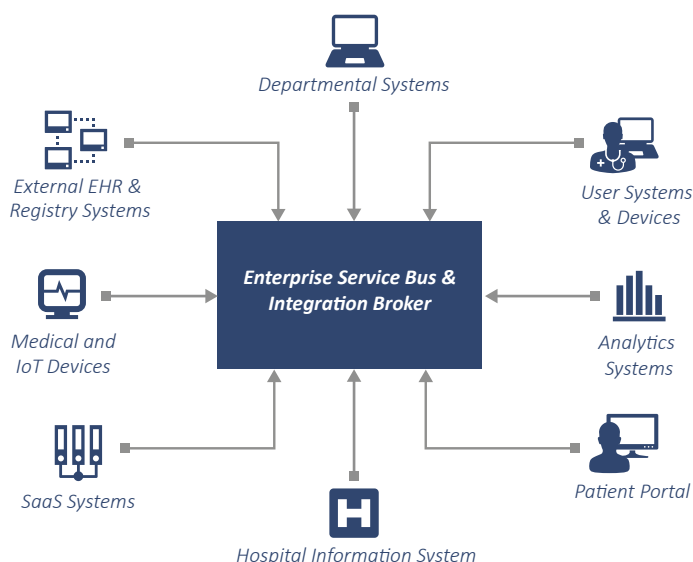 Departmental Systems
External EHR &
Registry Systems
User Systems
& Devices
Enterprise Service Bus &
Integration Broker
Medical and
IoT Devices
Analytics
Systems
SaaS Systems
Patient Portal
H
Hospital Information System